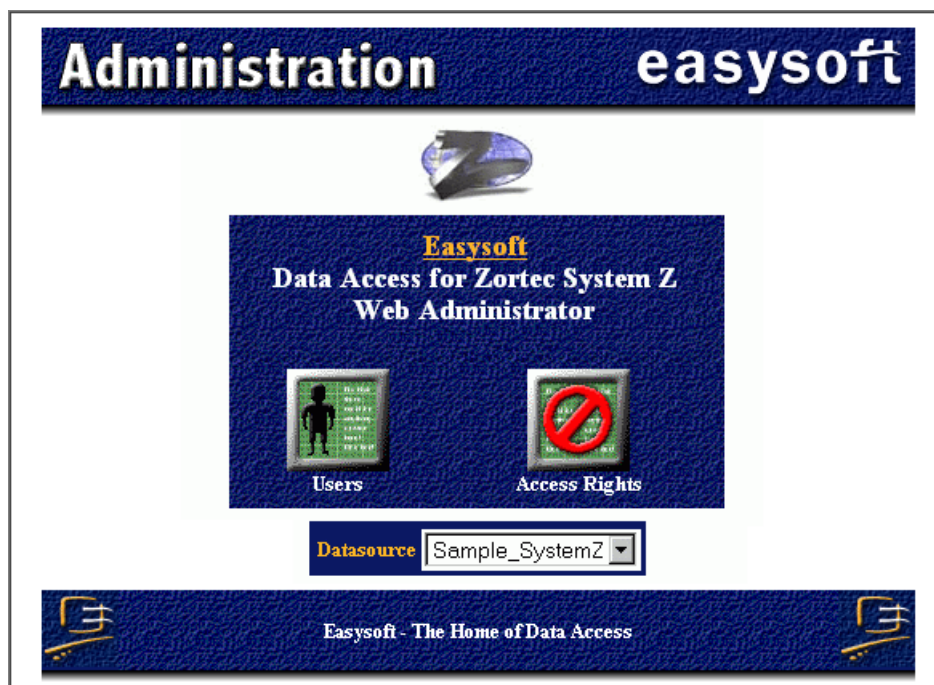 Administration
easysoft
Easysoft
Data Access for Zortec System Z
Web Administrator
Users
Access Rights
Datasource Sample_SystemZ
Easysoft - The Home of Data Access